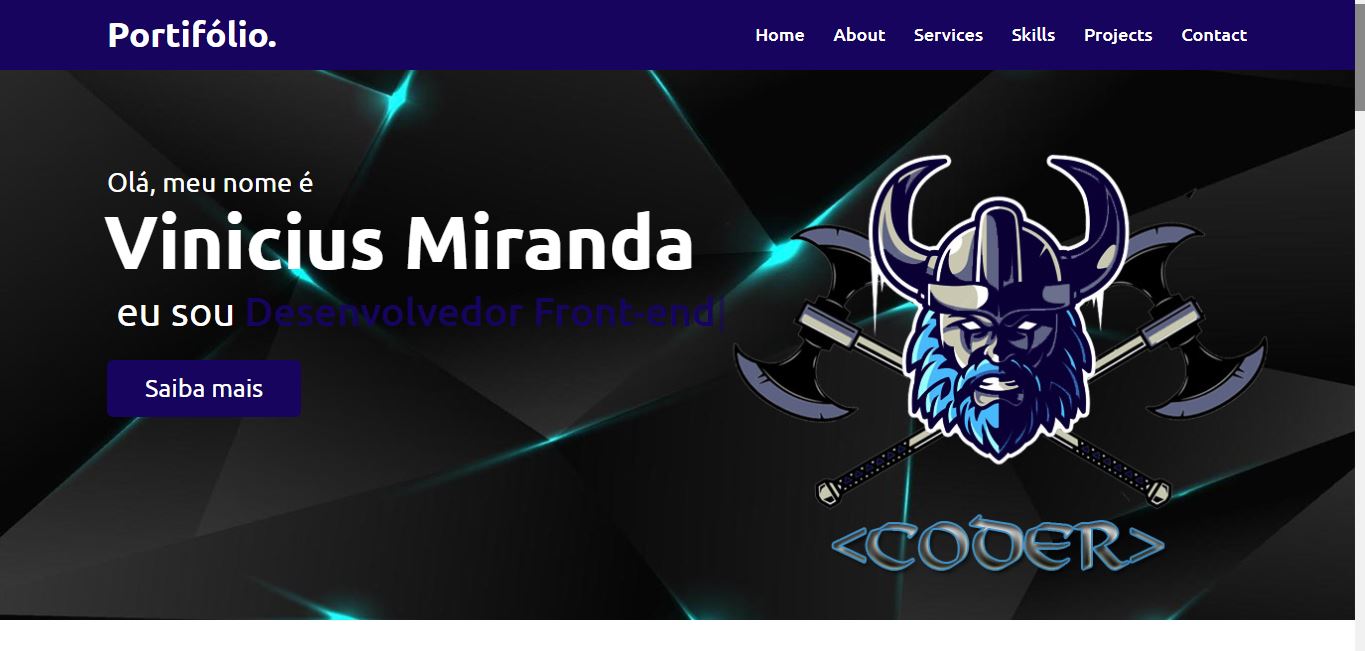 Portifólio.
Home About Services Skills Projects Contact
Olá, meu nome é
Vinicius Miranda
eu sou Desenvolvedor Front-end|
Saiba mais
<CODER>